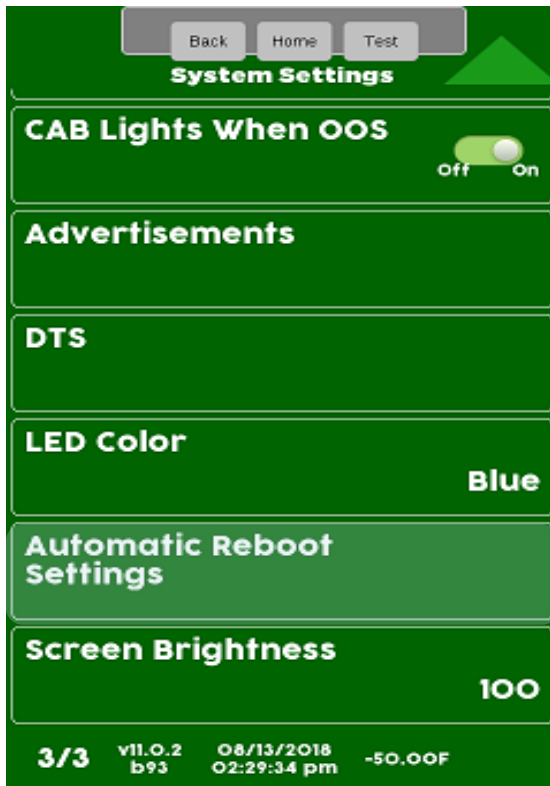 Back Home Test
System Settings
CAB Lights When OOS
Off On
Advertisements
DTS
LED Color
Blue
Automatic Reboot
Settings
Screen Brightness
100
3/3 v11.0.2 08/13/2018 -50.00F
b93 02:29:34 pm